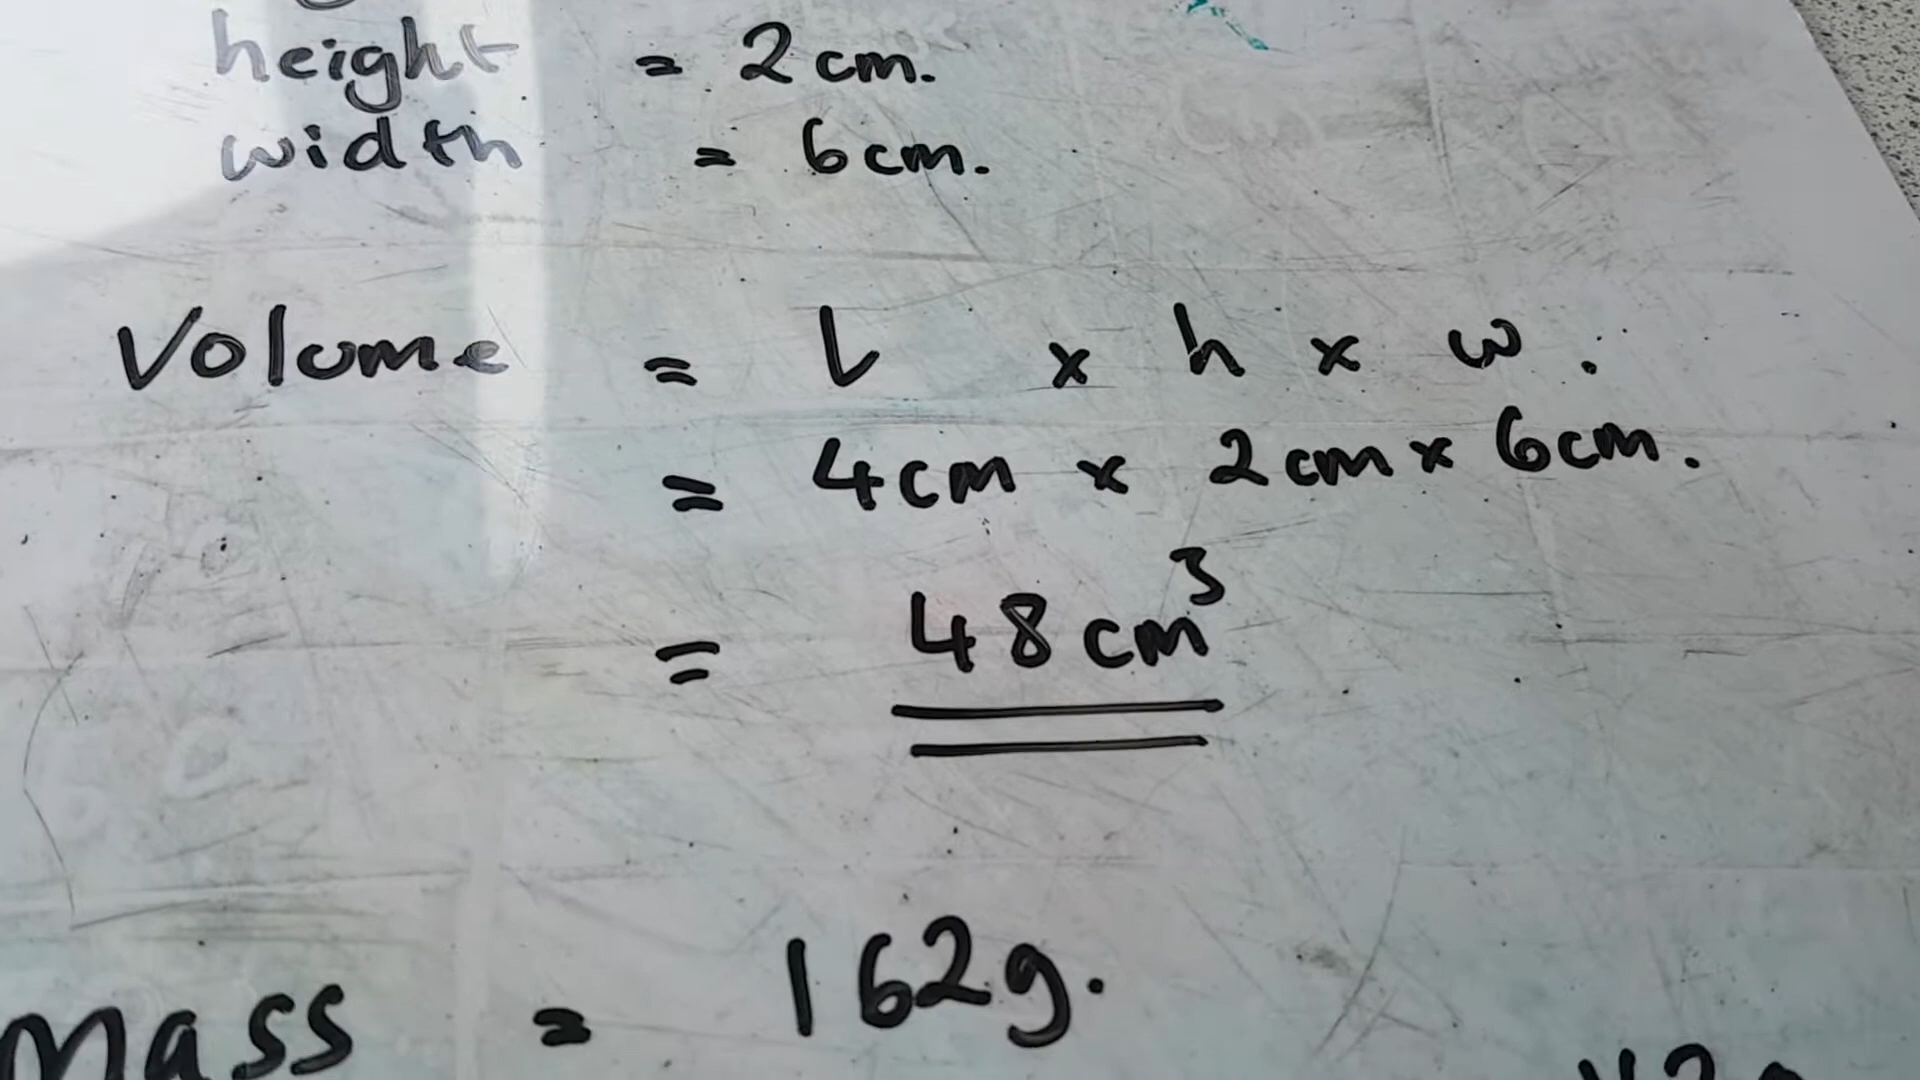 height = 2 cm.
width = 6 cm.
Volume = L x h x w.
= 4cm x 2cm x 6cm.
= 48 cm³
mass = 162g.